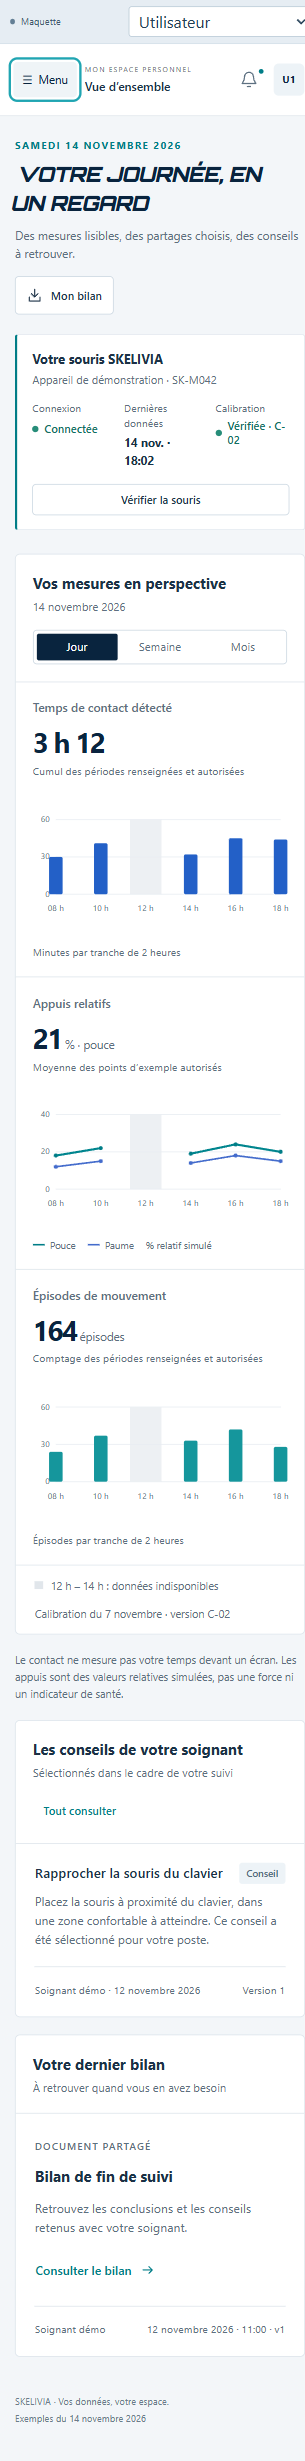 Maquette
Utilisateur
Menu
MON ESPACE PERSONNEL
Vue d'ensemble
U1
SAMEDI 14 NOVEMBRE 2026
VOTRE JOURNÉE, EN
UN REGARD
Des mesures lisibles, des partages choisis, des conseils
à retrouver.
Mon bilan
Votre souris SKELIVIA
Appareil de démonstration · SK-M042
Connexion
Connectée
Dernières
données
14 nov. ·
18:02
Calibration
Vérifiée · C-
02
Vérifier la souris
Vos mesures en perspective
14 novembre 2026
Jour
Semaine
Mois
Temps de contact détecté
3 h 12
Cumul des périodes renseignées et autorisées
60
30
0
08 h 10 h 12 h 14 h 16 h 18 h
Minutes par tranche de 2 heures
Appuis relatifs
21 % · pouce
Moyenne des points d'exemple autorisés
40
20
0
08 h 10 h 12 h 14 h 16 h 18 h
Pouce Paume % relatif simulé
Épisodes de mouvement
164 épisodes
Comptage des périodes renseignées et autorisées
60
30
0
08 h 10 h 12 h 14 h 16 h 18 h
Épisodes par tranche de 2 heures
12 h – 14 h : données indisponibles
Calibration du 7 novembre · version C-02
Le contact ne mesure pas votre temps devant un écran. Les
appuis sont des valeurs relatives simulées, pas une force ni
un indicateur de santé.
Les conseils de votre soignant
Sélectionnés dans le cadre de votre suivi
Tout consulter
Rapprocher la souris du clavier
Conseil
Placez la souris à proximité du clavier, dans
une zone confortable à atteindre. Ce conseil a
été sélectionné pour votre poste.
Soignant démo · 12 novembre 2026
Version 1
Votre dernier bilan
À retrouver quand vous en avez besoin
DOCUMENT PARTAGÉ
Bilan de fin de suivi
Retrouvez les conclusions et les conseils
retenus avec votre soignant.
Consulter le bilan →
Soignant démo
12 novembre 2026 · 11:00 · v1
SKELIVIA · Vos données, votre espace.
Exemples du 14 novembre 2026